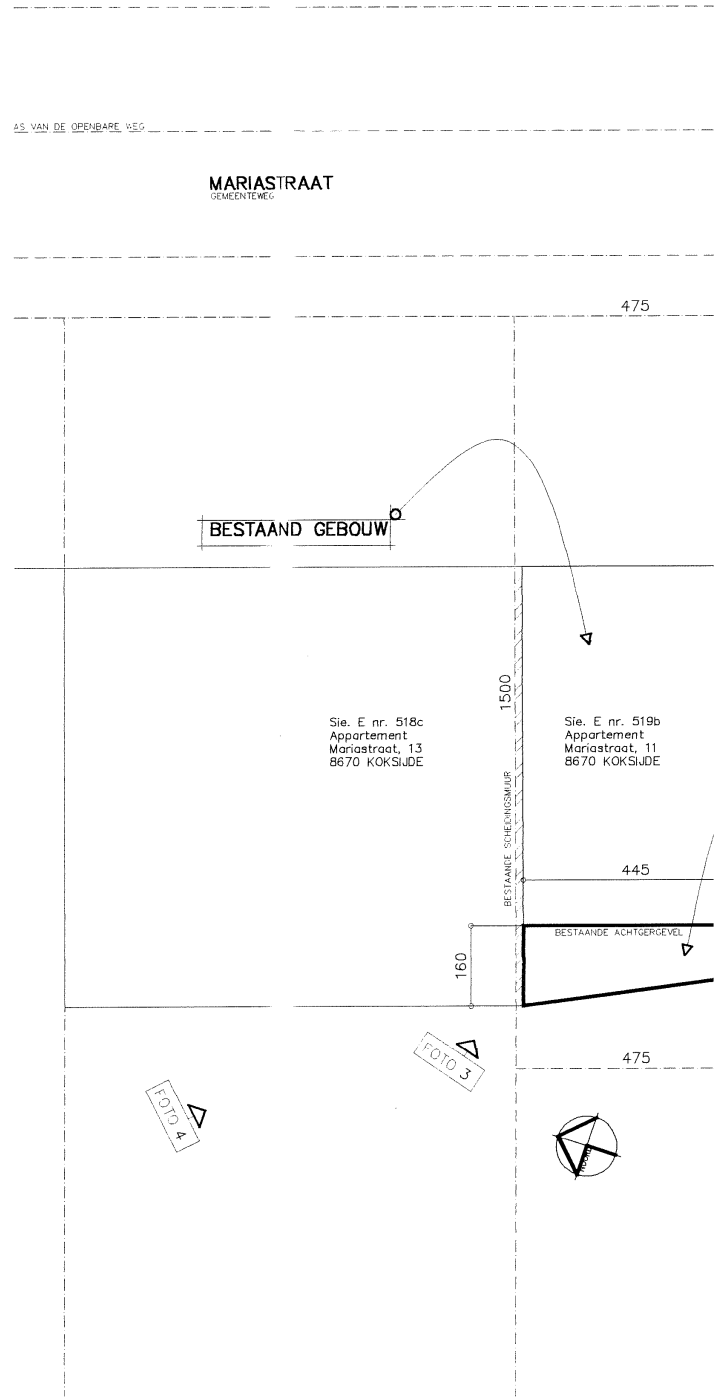 AS VAN DE OPENBARE WEG
MARIASTRAAT
GEMEENTEWEG
475
BESTAAND GEBOUW
1500
Sie. E nr. 518c
Appartement
Mariastraat, 13
8670 KOKSIJDE
Sie. E nr. 519b
Appartement
Mariastraat, 11
8670 KOKSIJDE
BESTAANDE SCHEIDINGSMUUR
445
BESTAANDE ACHTGERGEVEL
160
FOTO 3
475
FOTO 4
NOORD